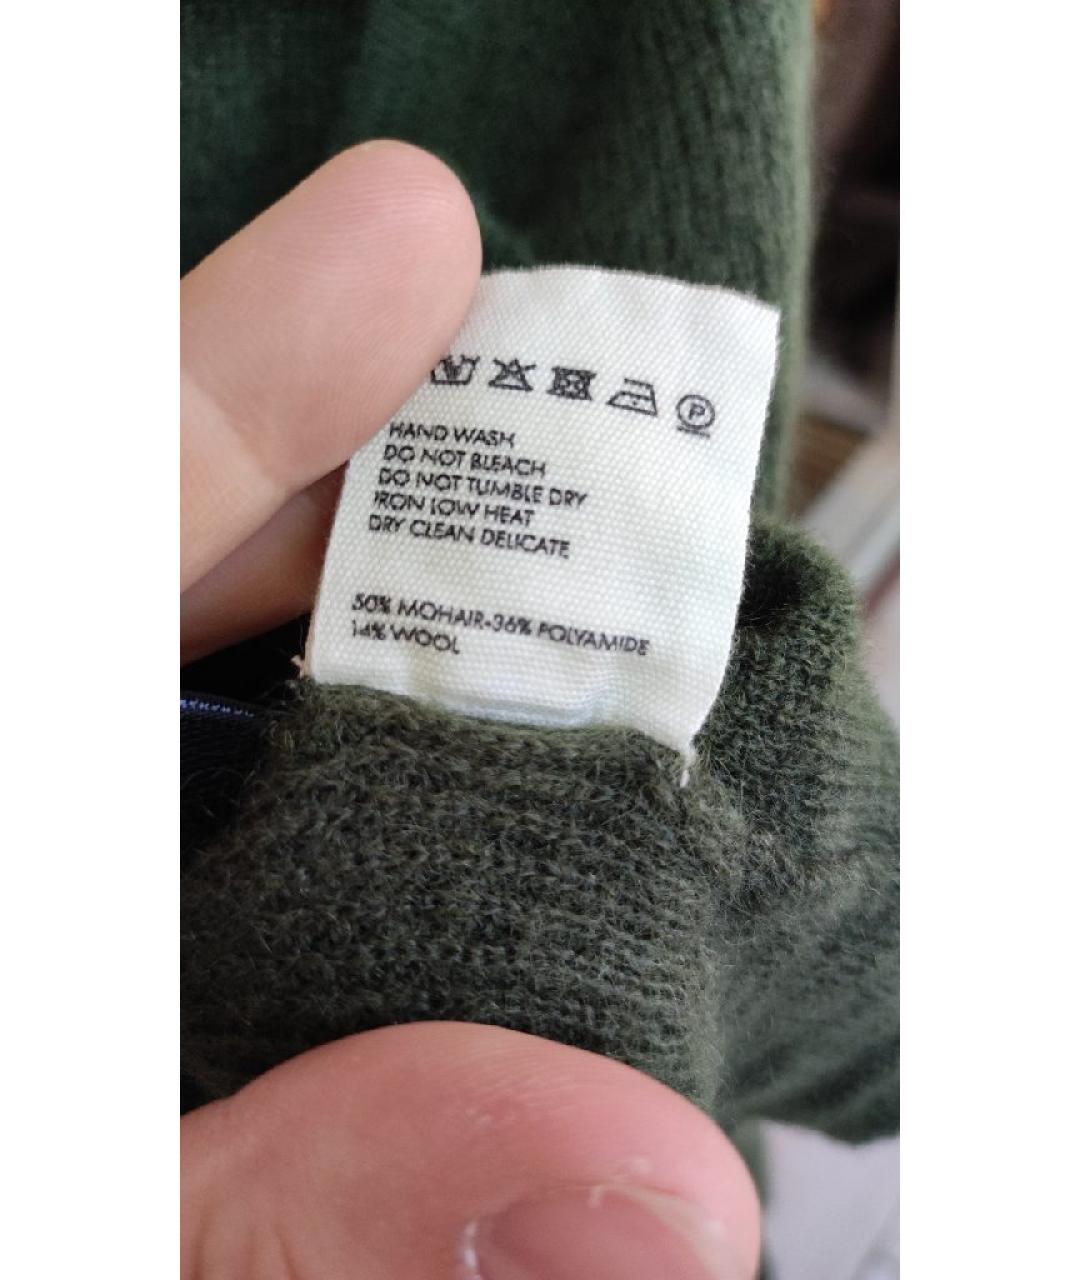 P
HAND WASH
DO NOT BLEACH
DO NOT TUMBLE DRY
IRON LOW HEAT
DRY CLEAN DELICATE
50% MOHAIR-36% POLYAMIDE
14% WOOL